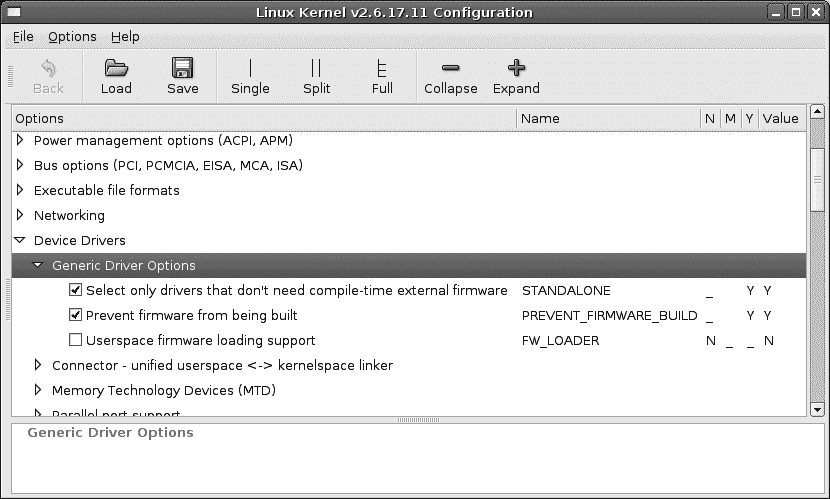 Linux Kernel v2.6.17.11 Configuration
File Options Help
Back Load Save Single Split Full Collapse Expand
Options Name N M Y Value
Power management options (ACPI, APM)
Bus options (PCI, PCMCIA, EISA, MCA, ISA)
Executable file formats
Networking
Device Drivers
Generic Driver Options
Select only drivers that don't need compile-time external firmware STANDALONE _ Y Y
Prevent firmware from being built PREVENT_FIRMWARE_BUILD _ Y Y
Userspace firmware loading support FW_LOADER N _ _ N
Connector - unified userspace <-> kernelspace linker
Memory Technology Devices (MTD)
Parallel port support
Generic Driver Options